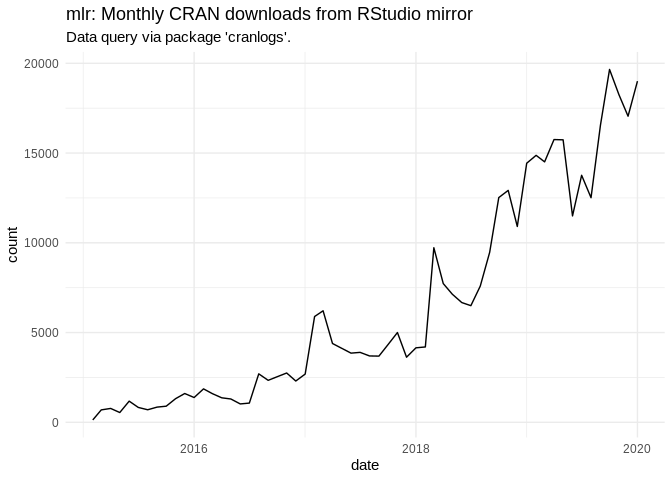 mlr: Monthly CRAN downloads from RStudio mirror
Data query via package 'cranlogs'.
20000
15000
10000
5000
0
count
2016 2018 2020
date